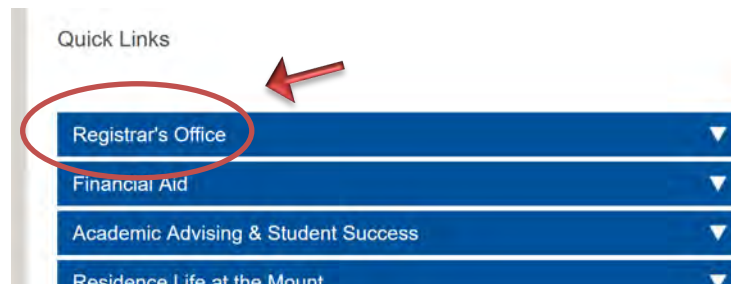 Quick Links
Registrar's Office
Financial Aid
Academic Advising & Student Success
Residence Life at the Mount